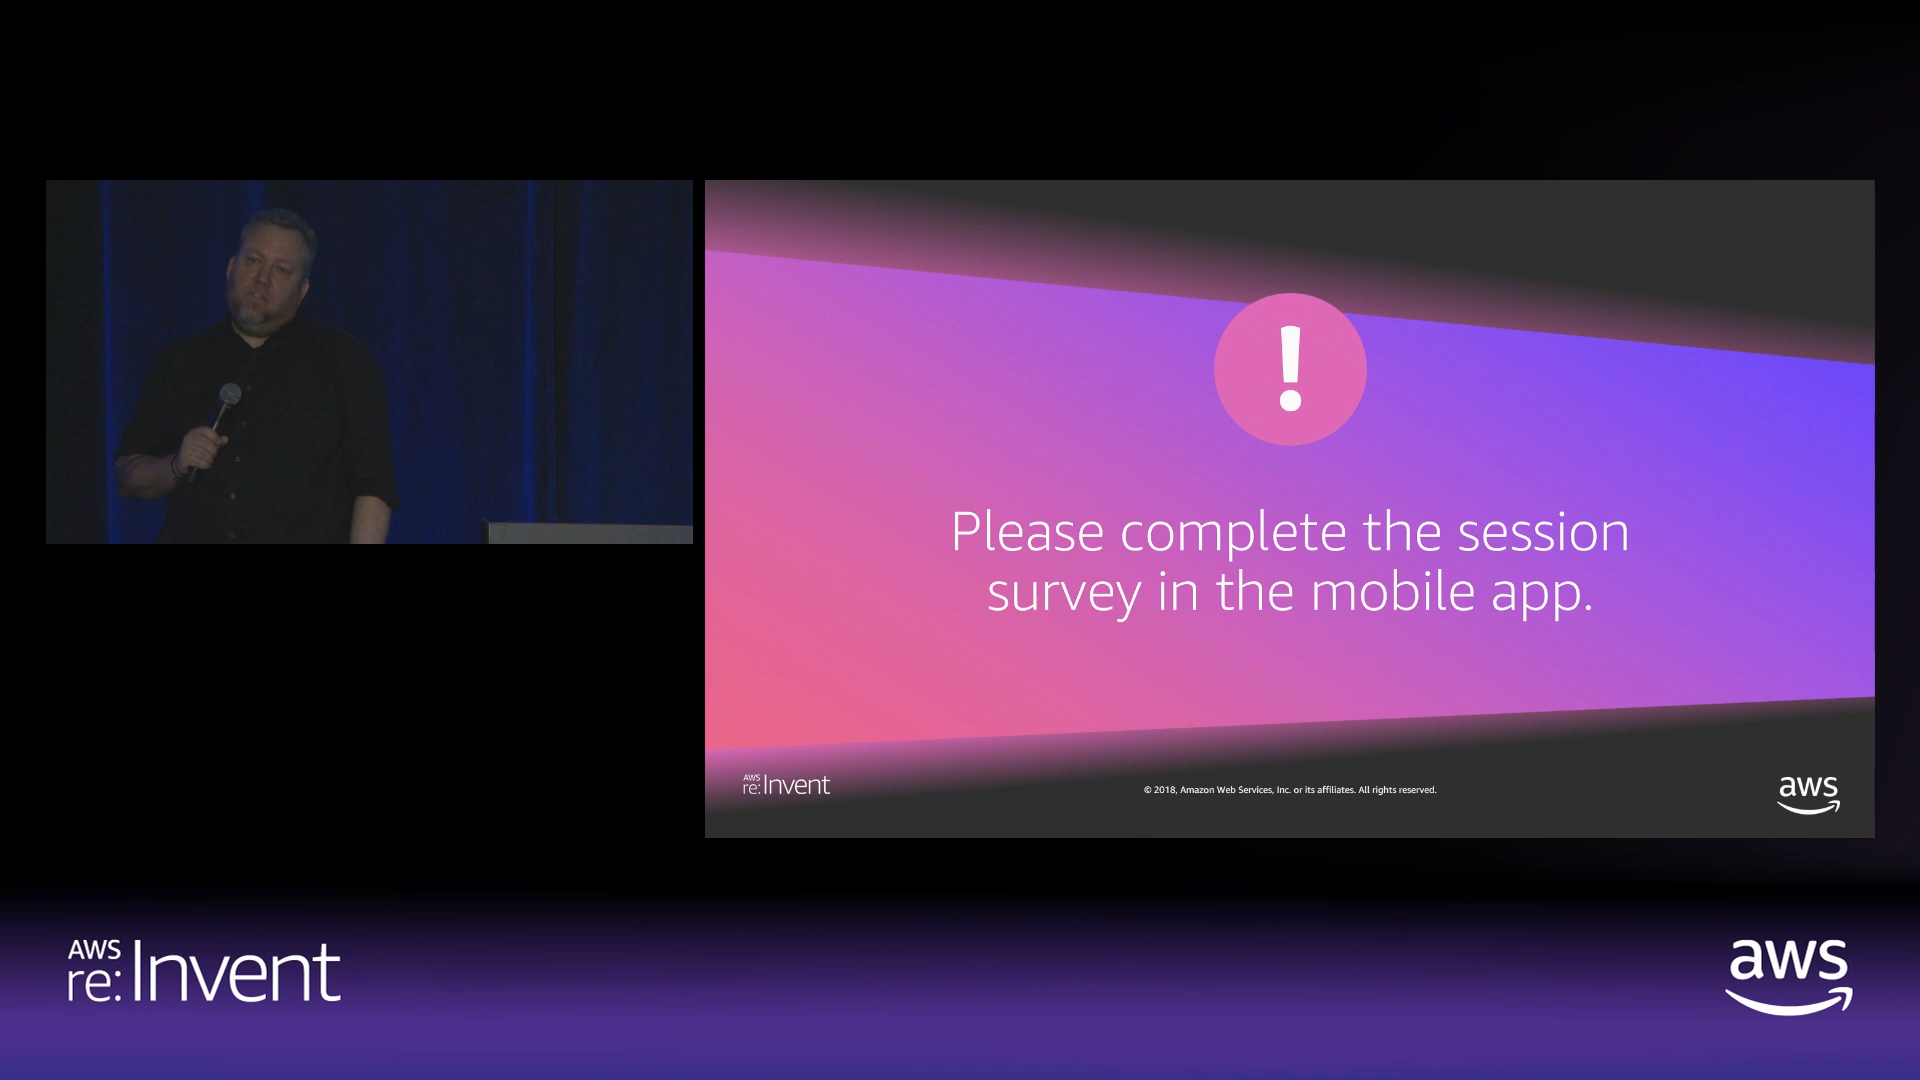 !
Please complete the session
survey in the mobile app.
AWS
re:Invent
© 2018, Amazon Web Services, Inc. or its affiliates. All rights reserved.
aws
AWS
re:Invent
aws